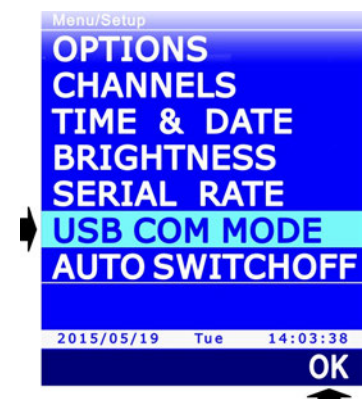 Menu/Setup
OPTIONS
CHANNELS
TIME & DATE
BRIGHTNESS
SERIAL RATE
USB COM MODE
AUTO SWITCHOFF
2015/05/19 Tue 14:03:38
OK